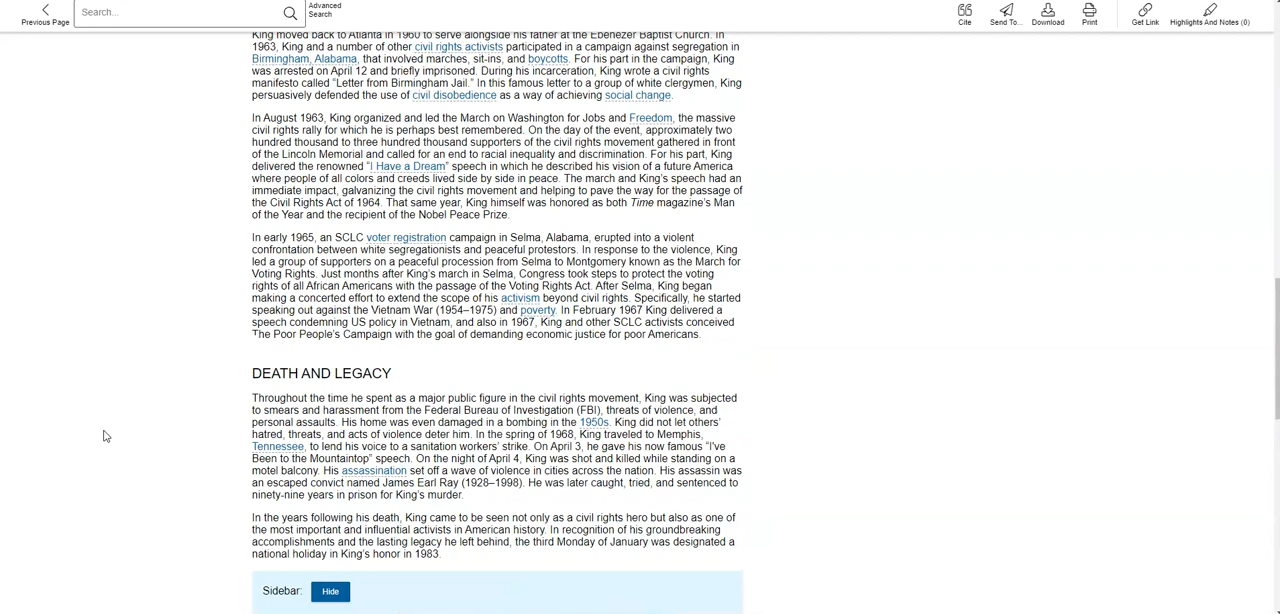 Previous Page
Search...
Advanced
Search
Cite
Send To...
Download
Print
Get Link
Highlights And Notes (0)
King moved back to Atlanta in 1960 to serve alongside his father at the Ebenezer Baptist Church. In
1963, King and a number of other civil rights activists participated in a campaign against segregation in
Birmingham, Alabama, that involved marches, sit-ins, and boycotts. For his part in the campaign, King
was arrested on April 12 and briefly imprisoned. During his incarceration, King wrote a civil rights
manifesto called “Letter from Birmingham Jail.” In this famous letter to a group of white clergymen, King
persuasively defended the use of civil disobedience as a way of achieving social change.
In August 1963, King organized and led the March on Washington for Jobs and Freedom, the massive
civil rights rally for which he is perhaps best remembered. On the day of the event, approximately two
hundred thousand to three hundred thousand supporters of the civil rights movement gathered in front
of the Lincoln Memorial and called for an end to racial inequality and discrimination. For his part, King
delivered the renowned “I Have a Dream” speech in which he described his vision of a future America
where people of all colors and creeds lived side by side in peace. The march and King’s speech had an
immediate impact, galvanizing the civil rights movement and helping to pave the way for the passage of
the Civil Rights Act of 1964. That same year, King himself was honored as both Time magazine’s Man
of the Year and the recipient of the Nobel Peace Prize.
In early 1965, an SCLC voter registration campaign in Selma, Alabama, erupted into a violent
confrontation between white segregationists and peaceful protestors. In response to the violence, King
led a group of supporters on a peaceful procession from Selma to Montgomery known as the March for
Voting Rights. Just months after King’s march in Selma, Congress took steps to protect the voting
rights of all African Americans with the passage of the Voting Rights Act. After Selma, King began
making a concerted effort to extend the scope of his activism beyond civil rights. Specifically, he started
speaking out against the Vietnam War (1954–1975) and poverty. In February 1967 King delivered a
speech condemning US policy in Vietnam, and also in 1967, King and other SCLC activists conceived
The Poor People’s Campaign with the goal of demanding economic justice for poor Americans.
DEATH AND LEGACY
Throughout the time he spent as a major public figure in the civil rights movement, King was subjected
to smears and harassment from the Federal Bureau of Investigation (FBI), threats of violence, and
personal assaults. His home was even damaged in a bombing in the 1950s. King did not let others’
hatred, threats, and acts of violence deter him. In the spring of 1968, King traveled to Memphis,
Tennessee, to lend his voice to a sanitation workers’ strike. On April 3, he gave his now famous “I’ve
Been to the Mountaintop” speech. On the night of April 4, King was shot and killed while standing on a
motel balcony. His assassination set off a wave of violence in cities across the nation. His assassin was
an escaped convict named James Earl Ray (1928–1998). He was later caught, tried, and sentenced to
ninety-nine years in prison for King’s murder.
In the years following his death, King came to be seen not only as a civil rights hero but also as one of
the most important and influential activists in American history. In recognition of his groundbreaking
accomplishments and the lasting legacy he left behind, the third Monday of January was designated a
national holiday in King’s honor in 1983.
Sidebar: Hide